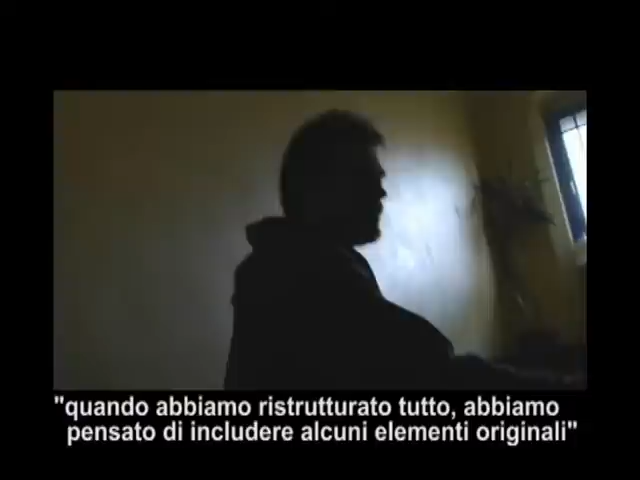 "quando abbiamo ristrutturato tutto, abbiamo
pensato di includere alcuni elementi originali"